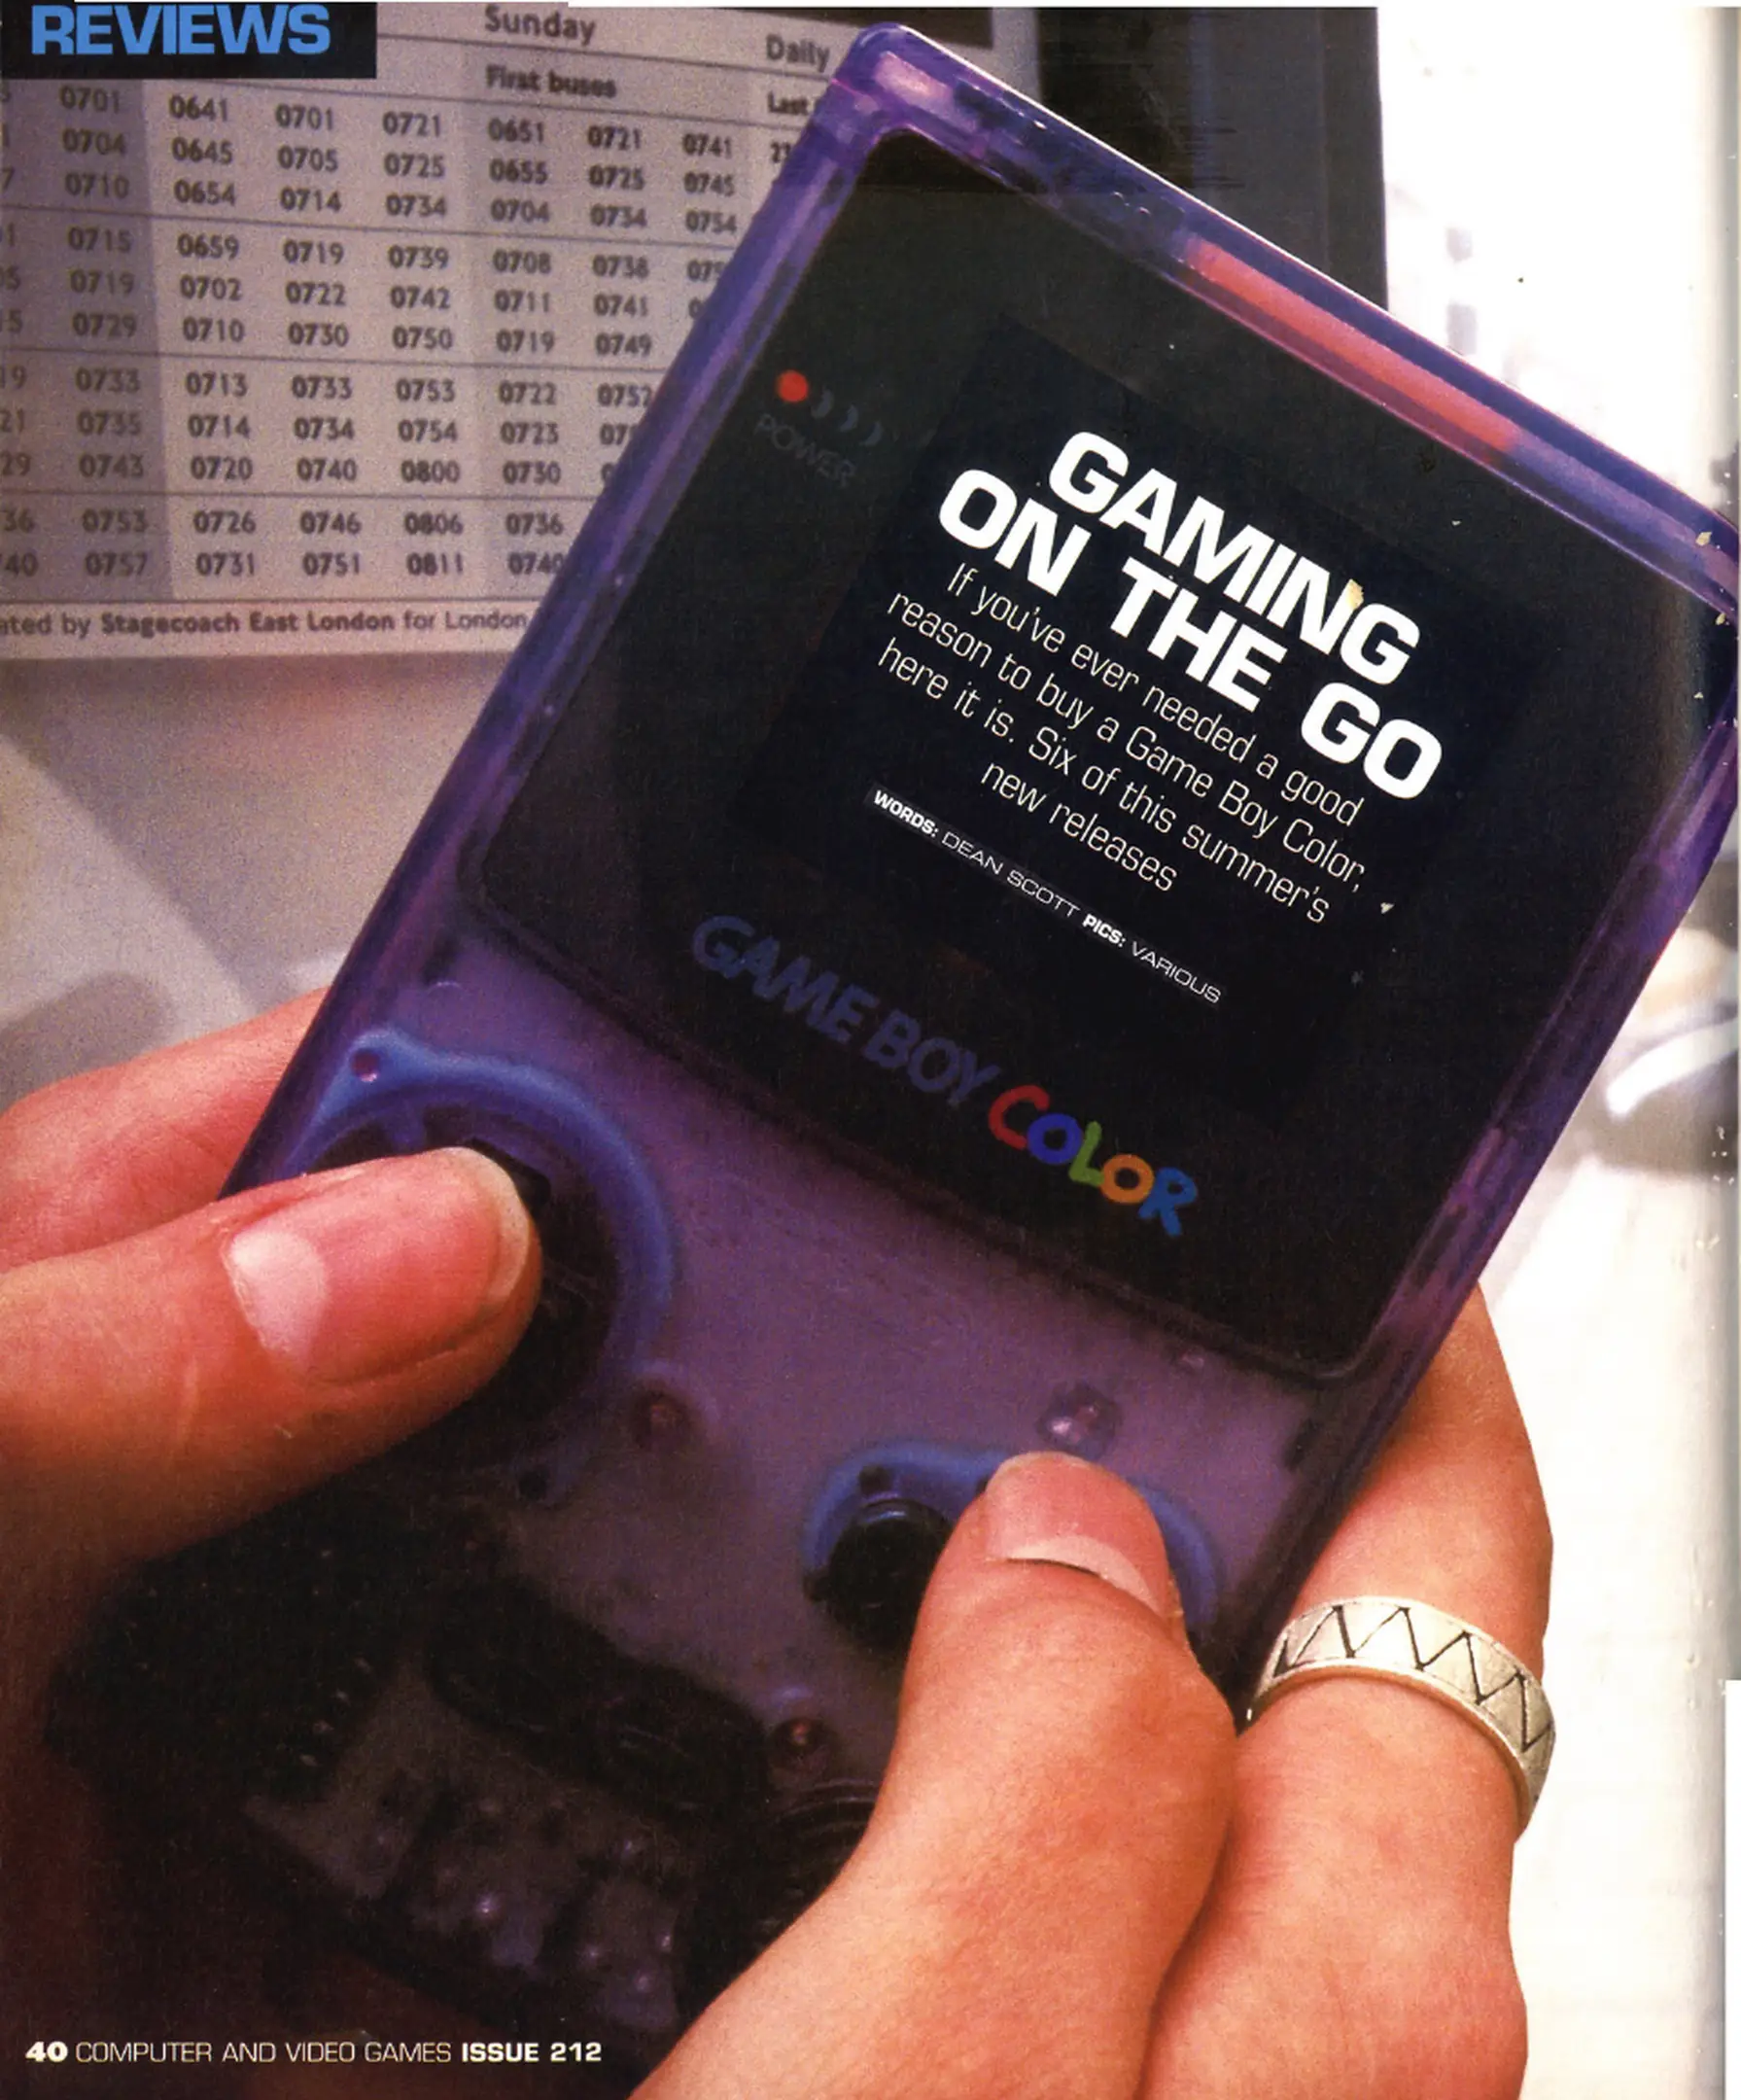 REVIEWS
Sunday
Daily
First buses
Last
0701 0641 0701 0721 0651 0721 0741
0704 0645 0705 0725 0655 0725 0745
0710 0654 0714 0734 0704 0734 0754
0715 0659 0719 0739 0708 0738
0719 0702 0722 0742 0711 0741
0729 0710 0730 0750 0719 0749
0733 0713 0733 0753 0722 0752
0735 0714 0734 0754 0723
0743 0720 0740 0800 0730
0753 0726 0746 0806 0736
0757 0731 0751 0811 0740
ated by Stagecoach East London for London
POWER
GAMING
ON THE GO
If you've ever needed a good
reason to buy a Game Boy Color,
here it is. Six of this summer's
new releases
WORDS: DEAN SCOTT PICS: VARIOUS
GAME BOY COLOR
40 COMPUTER AND VIDEO GAMES ISSUE 212